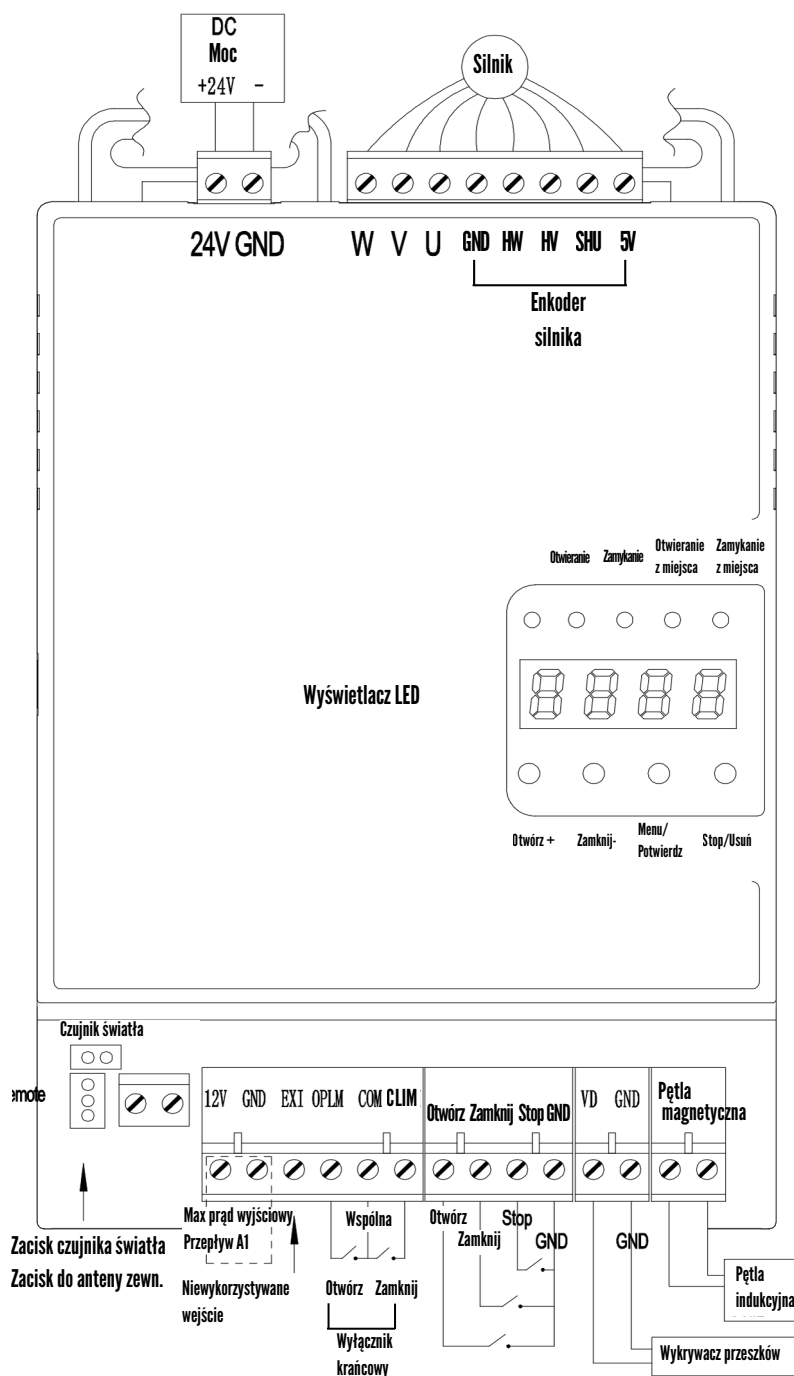 DC
Moc
+24V -
Silnik
24V GND
W V U GND HW HV SHU 5V
Enkoder
silnika
Otwieranie
Zamykanie
Otwieranie
z miejsca
Zamykanie
z miejsca
Wyświetlacz LED
8888
Otwórz +
Zamknij-
Menu/
Potwierdz
Stop/Usuń
Czujnik światła
emote
12V GND EXI OPLM COM CLIM
Otwórz Zamknij Stop GND
VD GND
Pętla
magnetyczna
Max prąd wyjściowy
Przepływ A1
Wspólna
Otwórz
Zamknij
Stop
GND
GND
Zacisk czujnika światła
Zacisk do anteny zewn.
Niewykorzystywane
wejście
Otwórz Zamknij
Wyłącznik
krańcowy
Pętla
indukcyjna
Wykrywacz przeszków